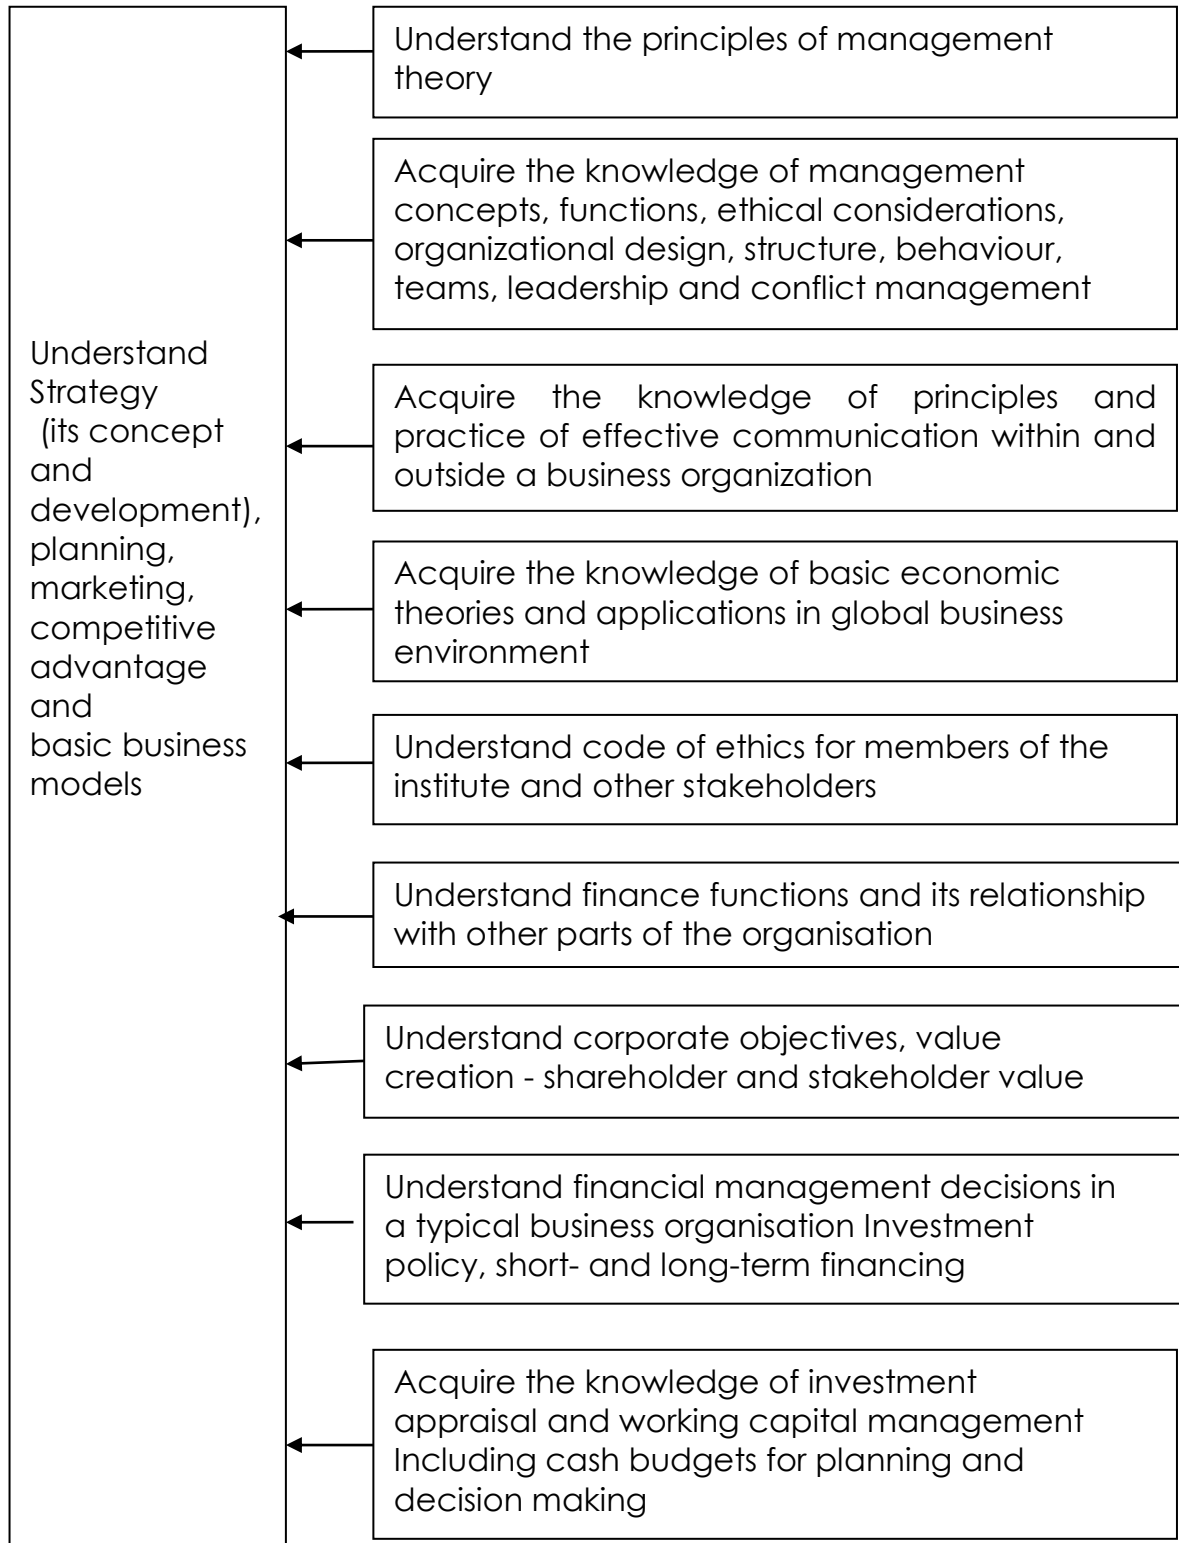 Understand the principles of management
theory
Acquire the knowledge of management
concepts, functions, ethical considerations,
organizational design, structure, behaviour,
teams, leadership and conflict management
Understand
Strategy
(its concept
and
development),
planning,
marketing,
competitive
advantage
and
basic business
models
Acquire the knowledge of principles and
practice of effective communication within and
outside a business organization
Acquire the knowledge of basic economic
theories and applications in global business
environment
Understand code of ethics for members of the
institute and other stakeholders
Understand finance functions and its relationship
with other parts of the organisation
Understand corporate objectives, value
creation - shareholder and stakeholder value
Understand financial management decisions in
a typical business organisation Investment
policy, short- and long-term financing
Acquire the knowledge of investment
appraisal and working capital management
Including cash budgets for planning and
decision making